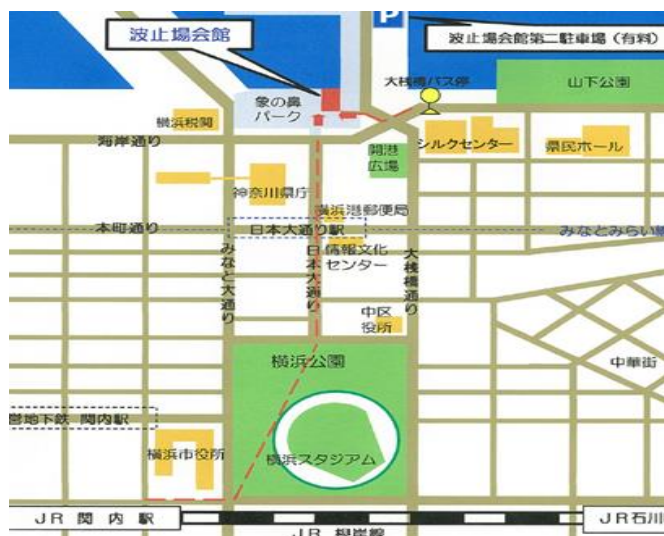 P
波止場会館
波止場会館第二駐車場（有料）
大桟橋バス停
山下公園
象の鼻
パーク
横浜税関
海岸通り
開港
広場
シルクセンター
県民ホール
神奈川県庁
横浜港郵便局
本町通り
日本大通り駅
みなとみらい線
みなと大通り
日本大通り
情報文化
センター
大桟橋通り
中区
役所
横浜公園
中華街
営地下鉄 関内駅
横浜市役所
横浜スタジアム
JR関内駅
JR石川
JR 根岸線